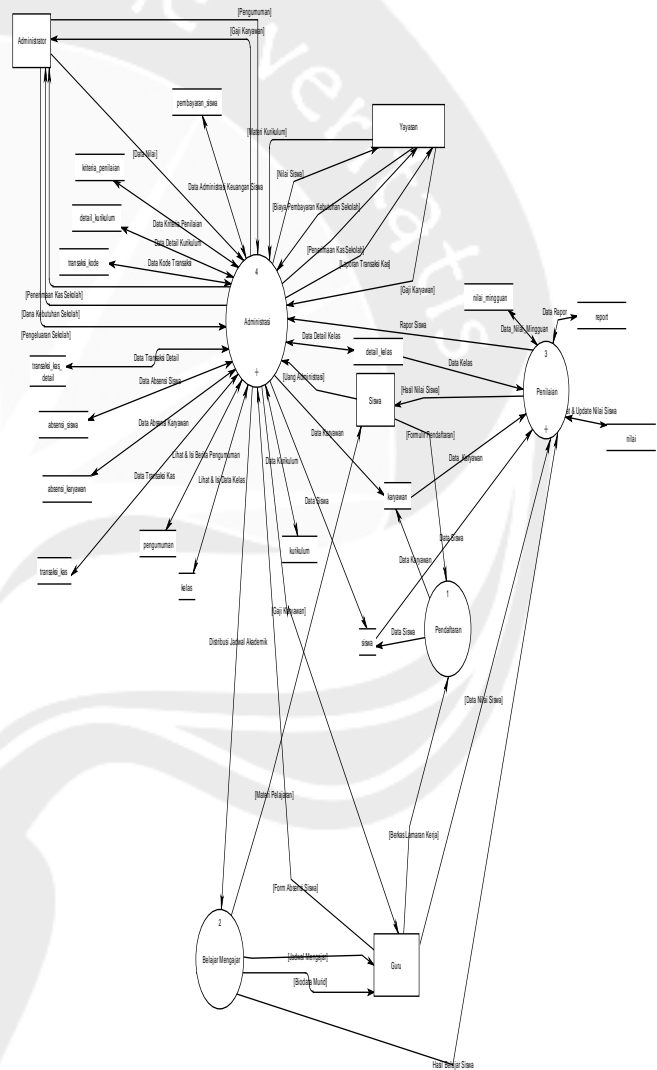 [Pengumuman]
[Gaji Karyawan]
Administrator
pembayaran_siswa
Yayasan
[Materi Kurikulum]
[Data Nilai]
kriteria_penilaian
[Nilai Siswa]
Data Administrasi Keuangan Siswa
[Biaya Pembayaran Kebutuhan Sekolah]
detail_kurikulum
Data Kriteria Penilaian
Data Detail Kurikulum
[Penerimaan Kas Sekolah]
transaksi_kode
Data Kode Transaks
[Laporan Transaksi Kas]
4
Administrasi
+
[Gaji Karyawan]
nilai_mingguan
[Penerimaan Kas Sekolah]
[Dana Kebutuhan Sekolah]
[Pengeluaran Sekolah]
Data Rapor
report
Rapor Siswa
Data_Nilai_Mingguan
Data Detail Kelas
detail_kelas
3
Penilaian
+
Data Transaksi Detail
transaksi_kas_
detail
Data Kelas
Data Absensi Siswa
[Uang Administrasi]
Siswa
[Hasil Nilai Siswa]
absensi_siswa
Data Absensi Karyawan
at & Update Nilai Siswa
nilai
Data Karyawan
[Formulir Pendaftaran]
Lihat & Isi Berita Pengumuman
Data Kurikulum
Data_Karyawan
Data Transaksi Kas
Lihat & Isi Data Kelas
absensi_karyawan
karyawan
Data Siswa
Data Siswa
pengumuman
kurikulum
Data Karyawan
transaksi_kas
kelas
1
Pendaftaran
[Gaji Karyawan]
Data Siswa
siswa
Distribusi Jadwal Akademik
[Data Nilai Siswa]
[Materi Pelajaran]
[Berkas Lamaran Kerja]
[Form Absensi Siswa]
2
Belajar Mengajar
[Jadwal Mengajar]
Guru
[Biodata Murid]
Hasil Belajar Siswa